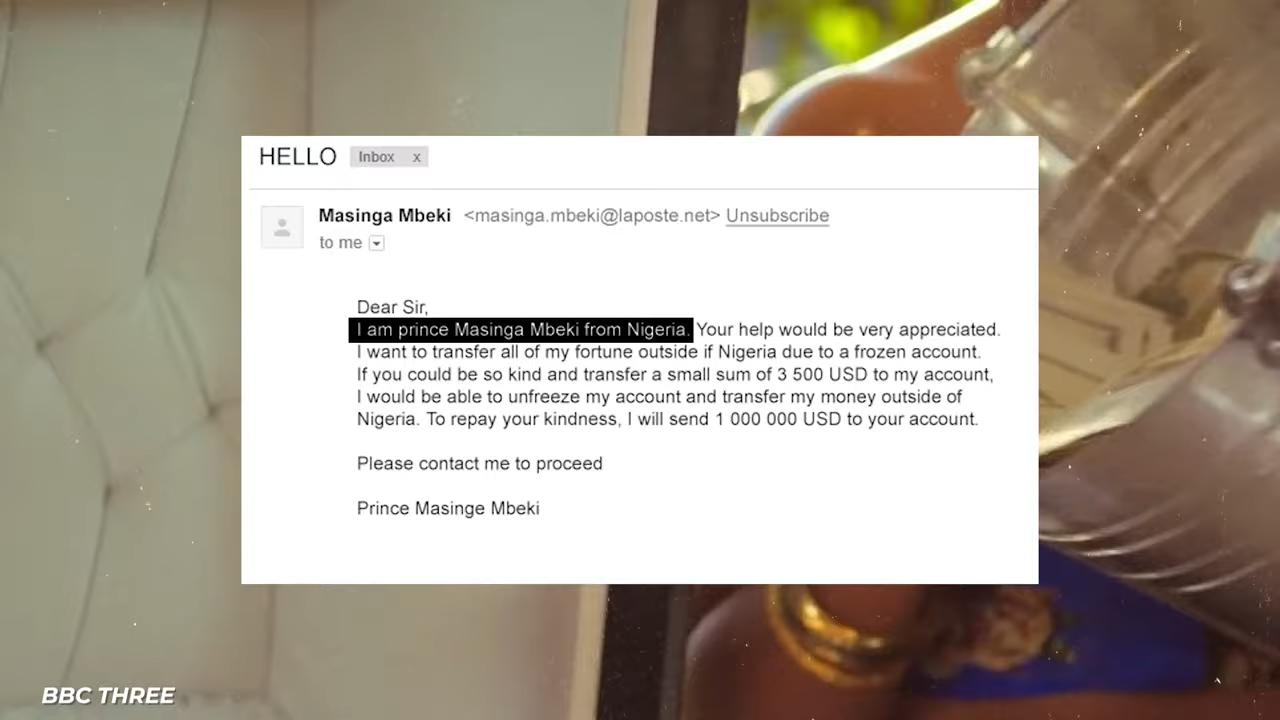 HELLO Inbox x
Masinga Mbeki <masinga.mbeki@laposte.net> Unsubscribe
to me
Dear Sir,
I am prince Masinga Mbeki from Nigeria. Your help would be very appreciated.
I want to transfer all of my fortune outside if Nigeria due to a frozen account.
If you could be so kind and transfer a small sum of 3 500 USD to my account,
I would be able to unfreeze my account and transfer my money outside of
Nigeria. To repay your kindness, I will send 1 000 000 USD to your account.
Please contact me to proceed
Prince Masinge Mbeki
BBC THREE